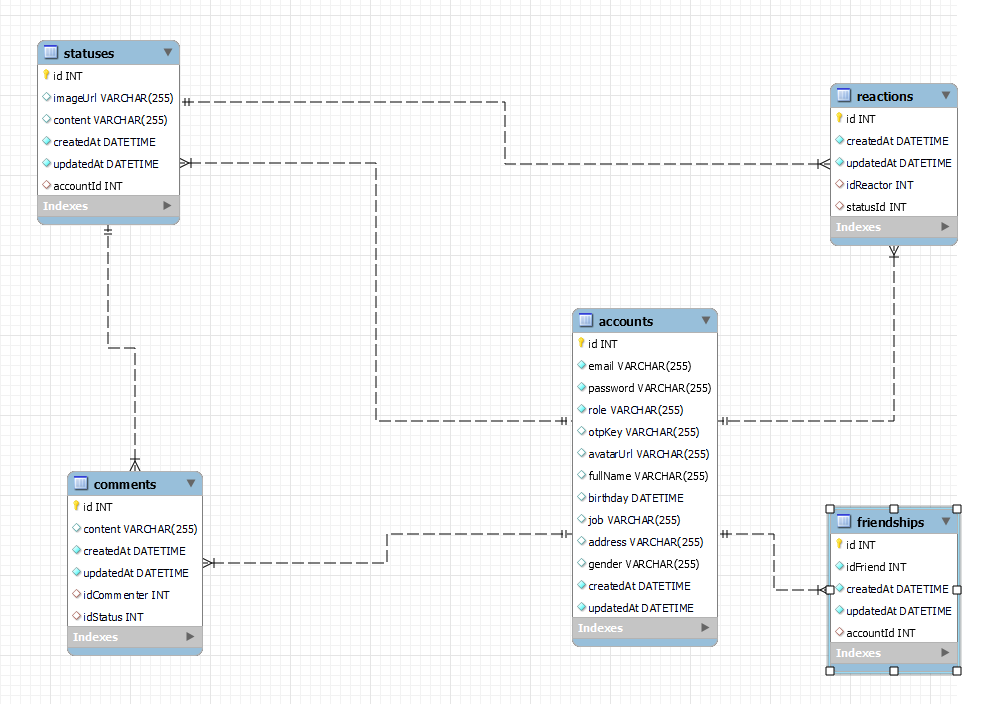 statuses
id INT
imageUrl VARCHAR(255)
content VARCHAR(255)
createdAt DATETIME
updatedAt DATETIME
accountId INT
Indexes
reactions
id INT
createdAt DATETIME
updatedAt DATETIME
idReactor INT
statusId INT
Indexes
accounts
id INT
email VARCHAR(255)
password VARCHAR(255)
role VARCHAR(255)
otpKey VARCHAR(255)
avatarUrl VARCHAR(255)
fullName VARCHAR(255)
birthday DATETIME
job VARCHAR(255)
address VARCHAR(255)
gender VARCHAR(255)
createdAt DATETIME
updatedAt DATETIME
Indexes
comments
id INT
content VARCHAR(255)
createdAt DATETIME
updatedAt DATETIME
idCommenter INT
idStatus INT
Indexes
friendships
id INT
idFriend INT
createdAt DATETIME
updatedAt DATETIME
accountId INT
Indexes